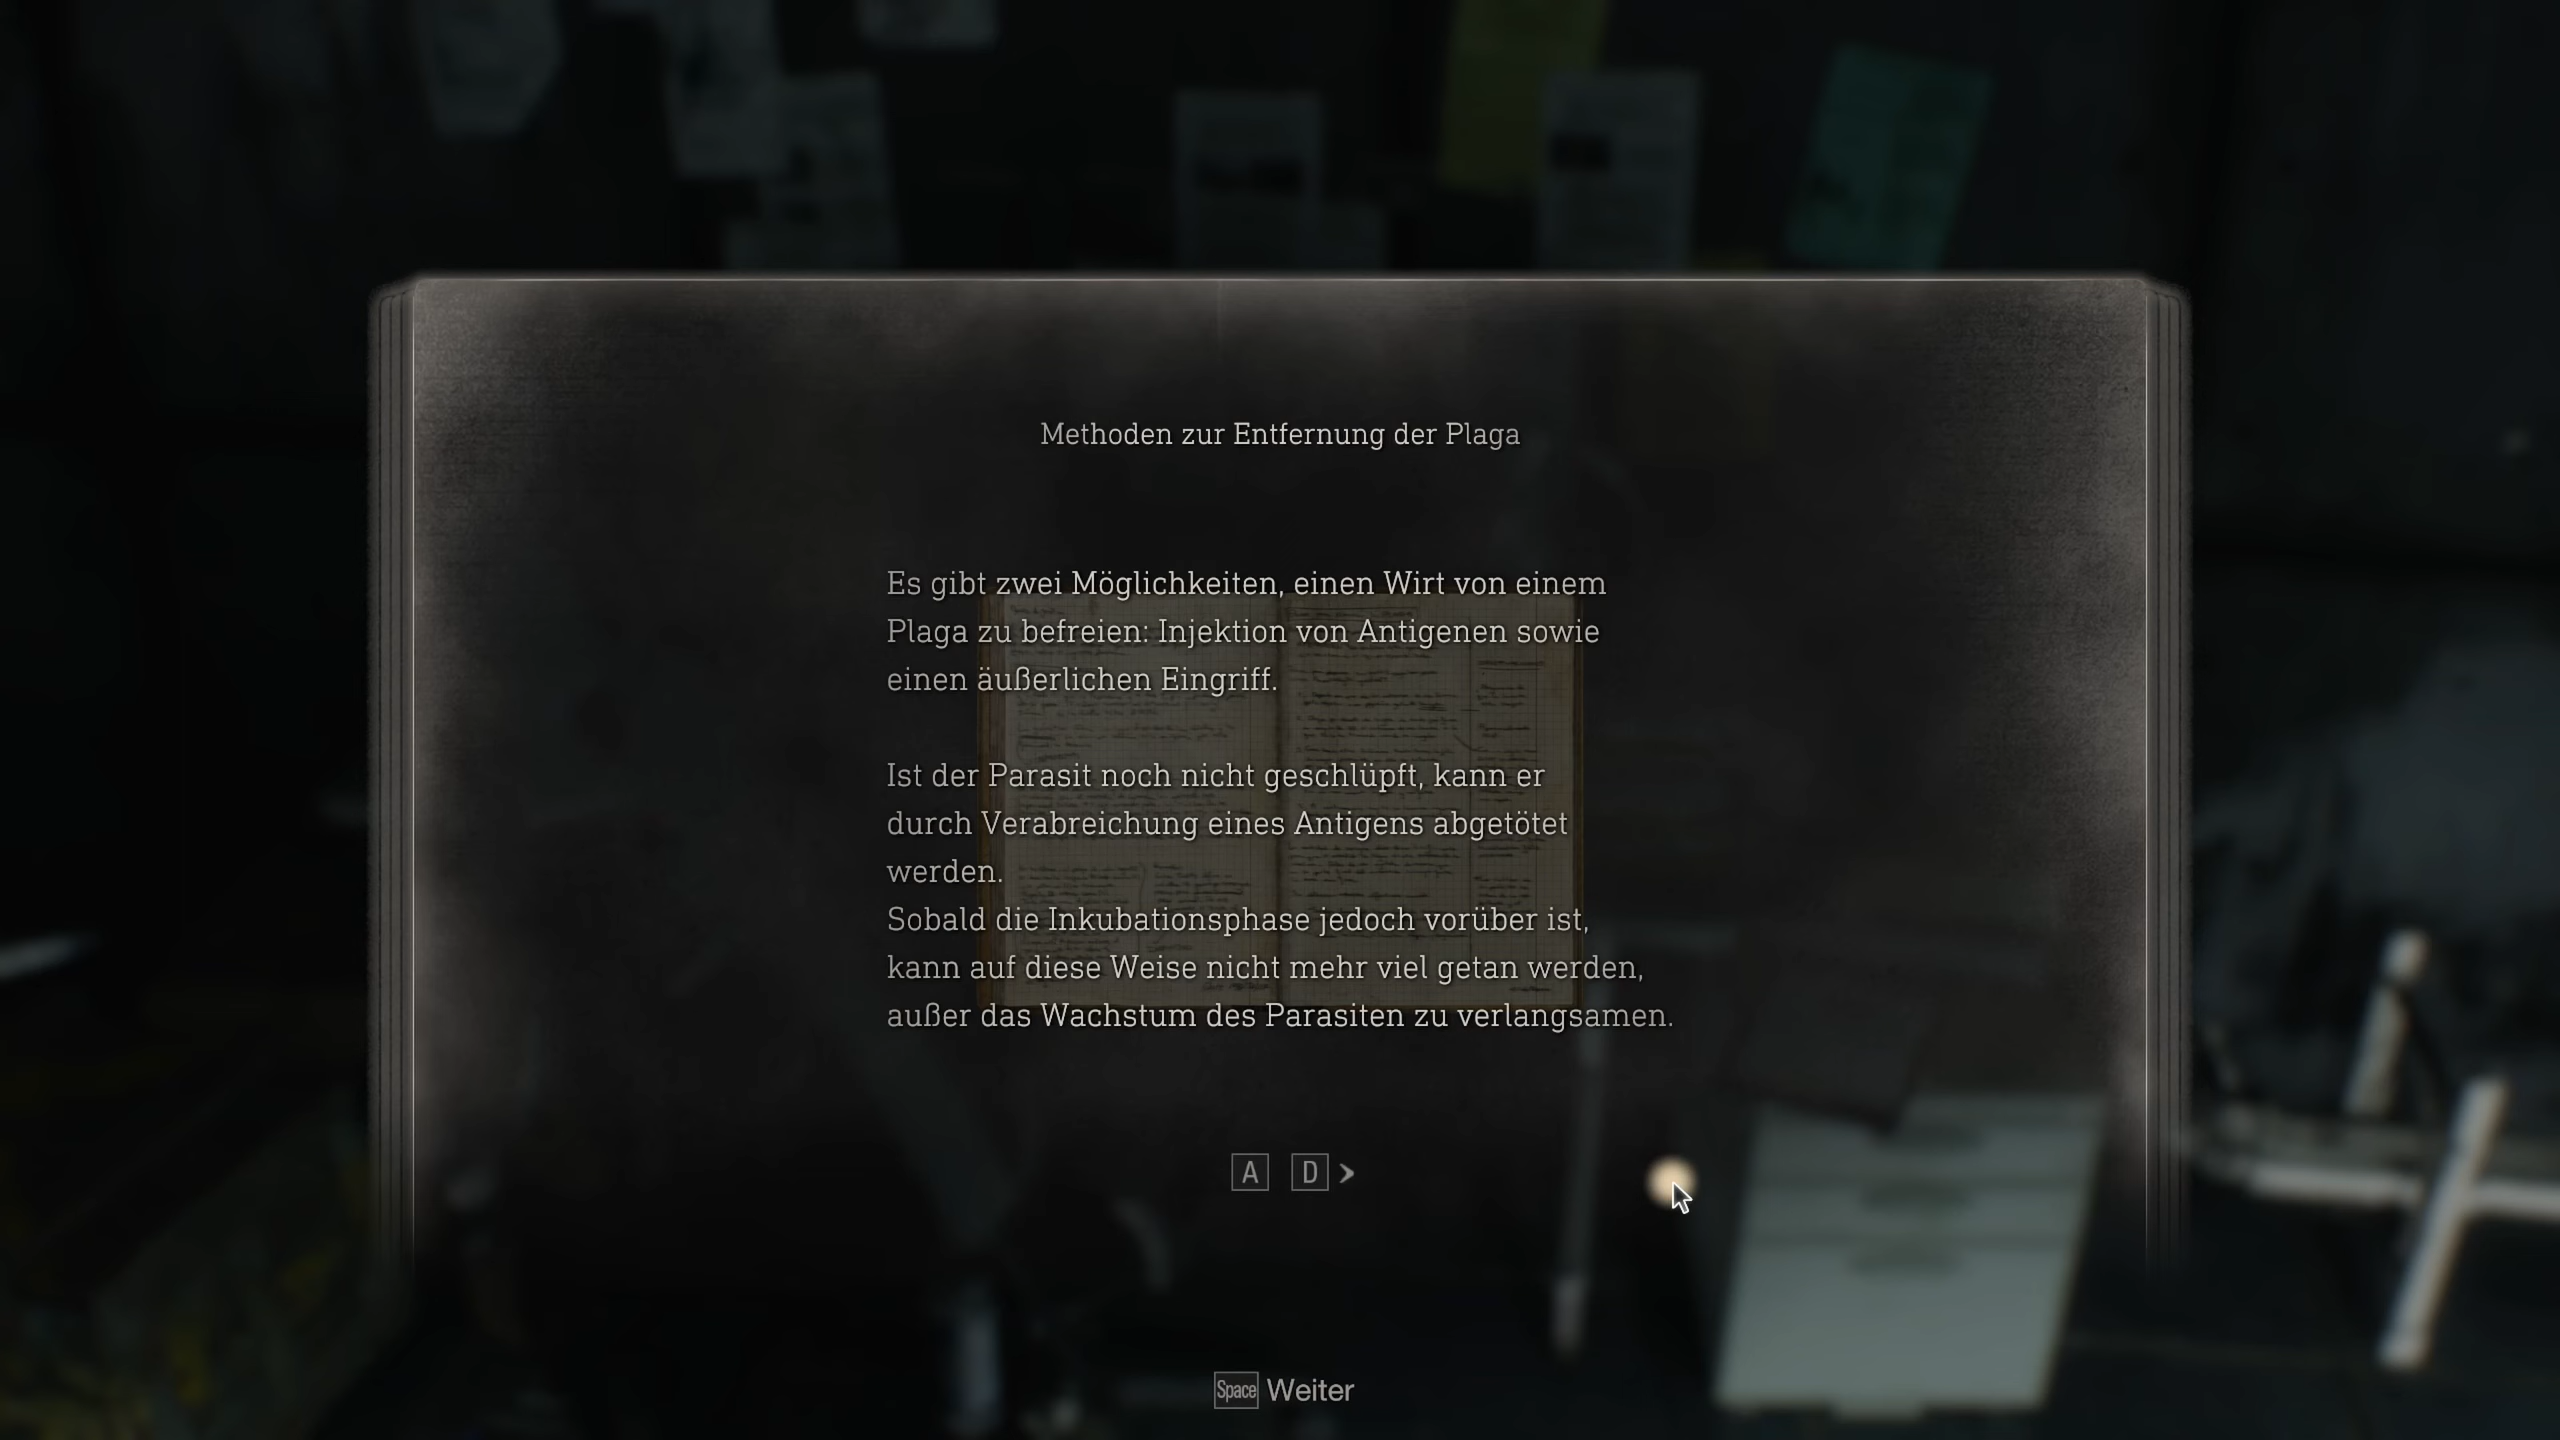 Methoden zur Entfernung der Plaga
Es gibt zwei Möglichkeiten, einen Wirt von einem
Plaga zu befreien: Injektion von Antigenen sowie
einen äußerlichen Eingriff.
Ist der Parasit noch nicht geschlüpft, kann er
durch Verabreichung eines Antigens abgetötet
werden.
Sobald die Inkubationsphase jedoch vorüber ist,
kann auf diese Weise nicht mehr viel getan werden,
außer das Wachstum des Parasiten zu verlangsamen.
A D
Space Weiter